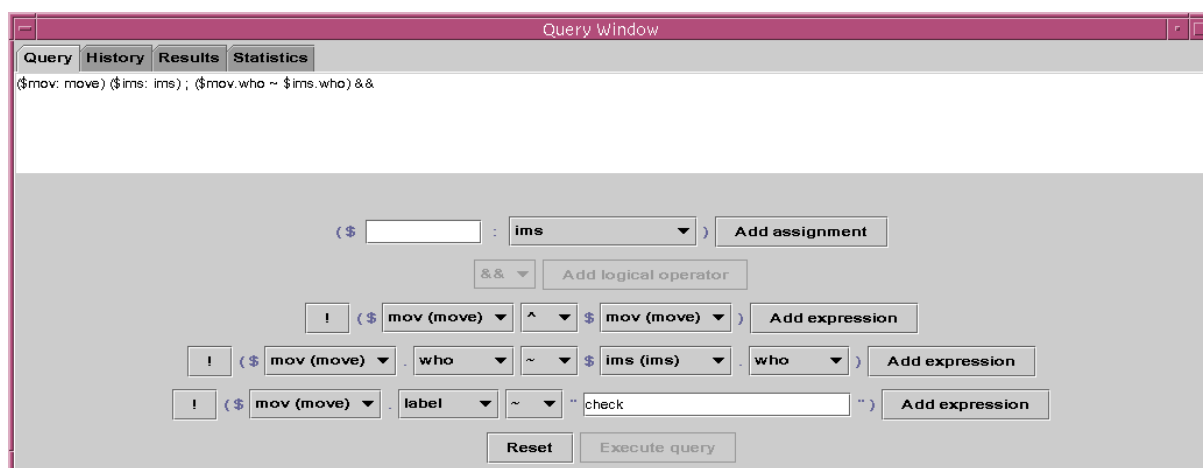 Query Window
Query History Results Statistics
($mov: move) ($ims: ims) ; ($mov.who ~ $ims.who) &&
($ : ims ) Add assignment
&& Add logical operator
! ($ mov (move) ^ $ mov (move) ) Add expression
! ($ mov (move) . who ~ $ ims (ims) . who ) Add expression
! ($ mov (move) . label ~ " check ") Add expression
Reset Execute query